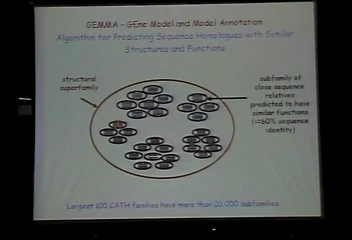 GEMMA - GEne Model and Model Annotation
Algorithm for Predicting Sequence Homologues with Similar
Structures and Functions
structural
superfamily
subfamily of
close sequence
relatives
predicted to have
similar functions
(>=60% sequence
identity)
Largest 100 CATH families have more than 20,000 subfamilies